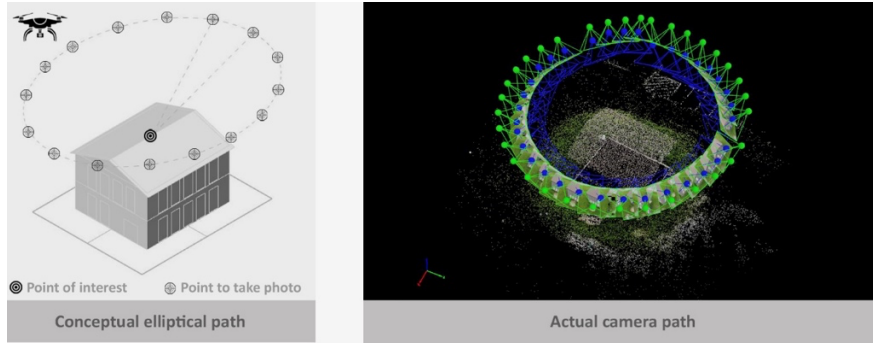 Point of interest
Point to take photo
Conceptual elliptical path
Actual camera path